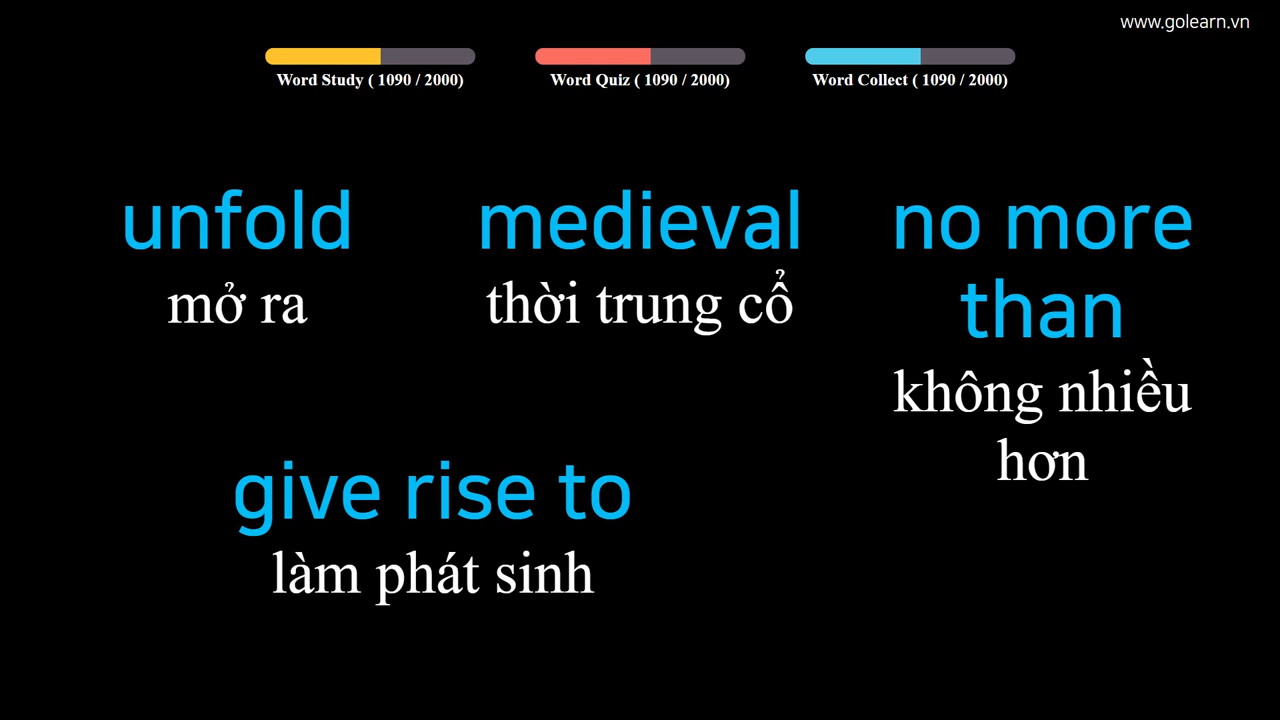 www.golearn.vn
Word Study ( 1090 / 2000)
Word Quiz ( 1090 / 2000)
Word Collect ( 1090 / 2000)
unfold
mở ra
medieval
thời trung cổ
no more
than
không nhiều
hơn
give rise to
làm phát sinh